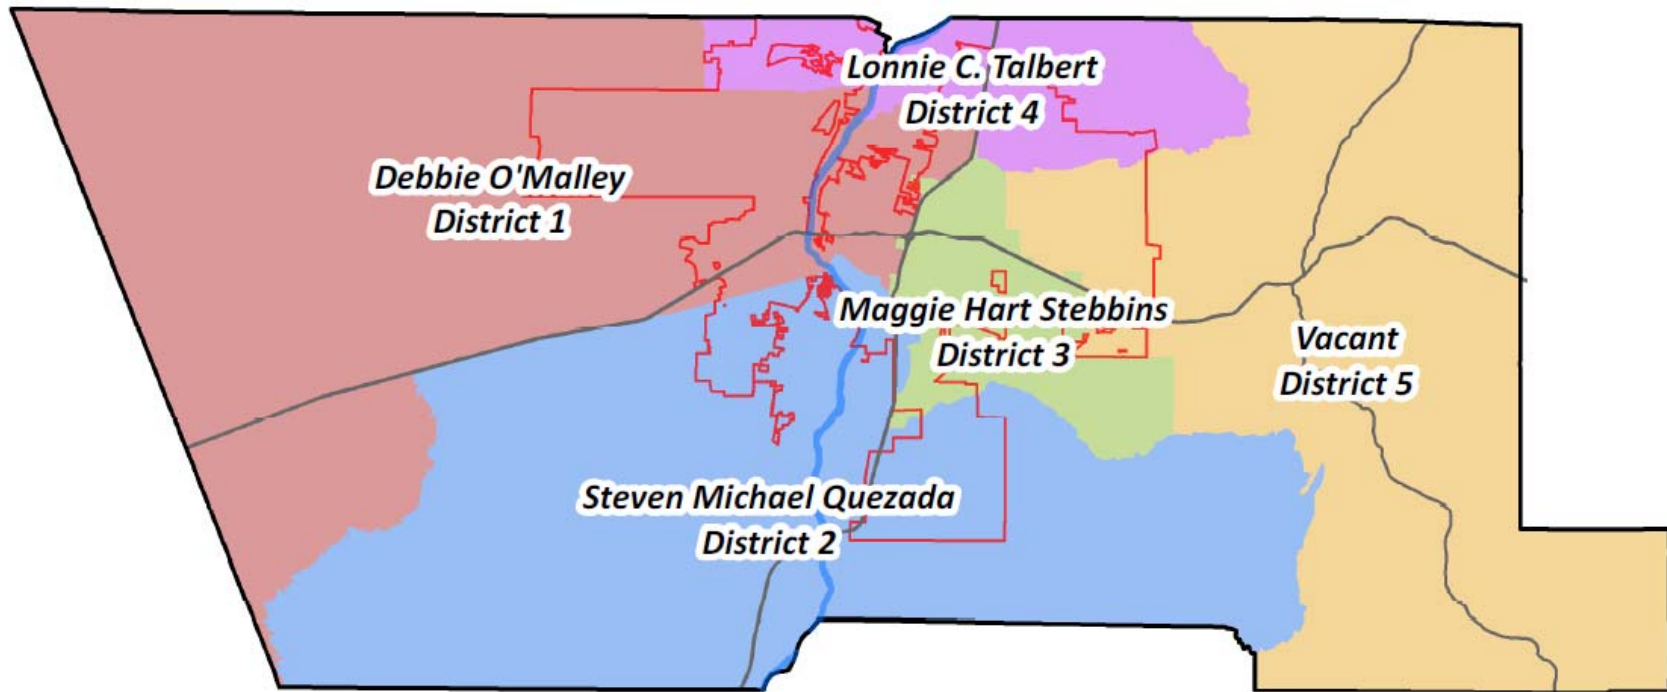 Lonnie C. Talbert
District 4
Debbie O'Malley
District 1
Maggie Hart Stebbins
District 3
Vacant
District 5
Steven Michael Quezada
District 2